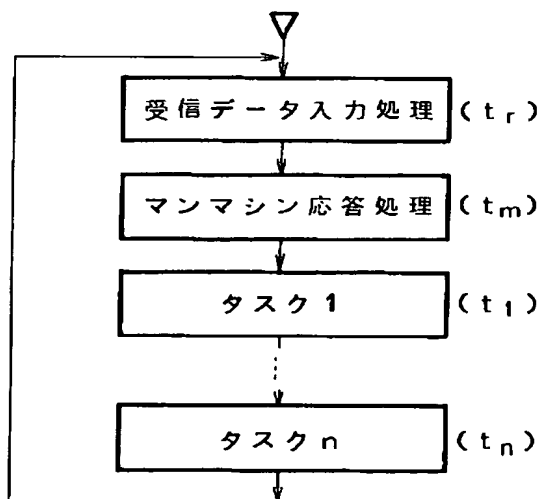 受信データ入力処理 (tr)
マンマシン応答処理 (tm)
タスク1 (t1)
タスクn (tn)